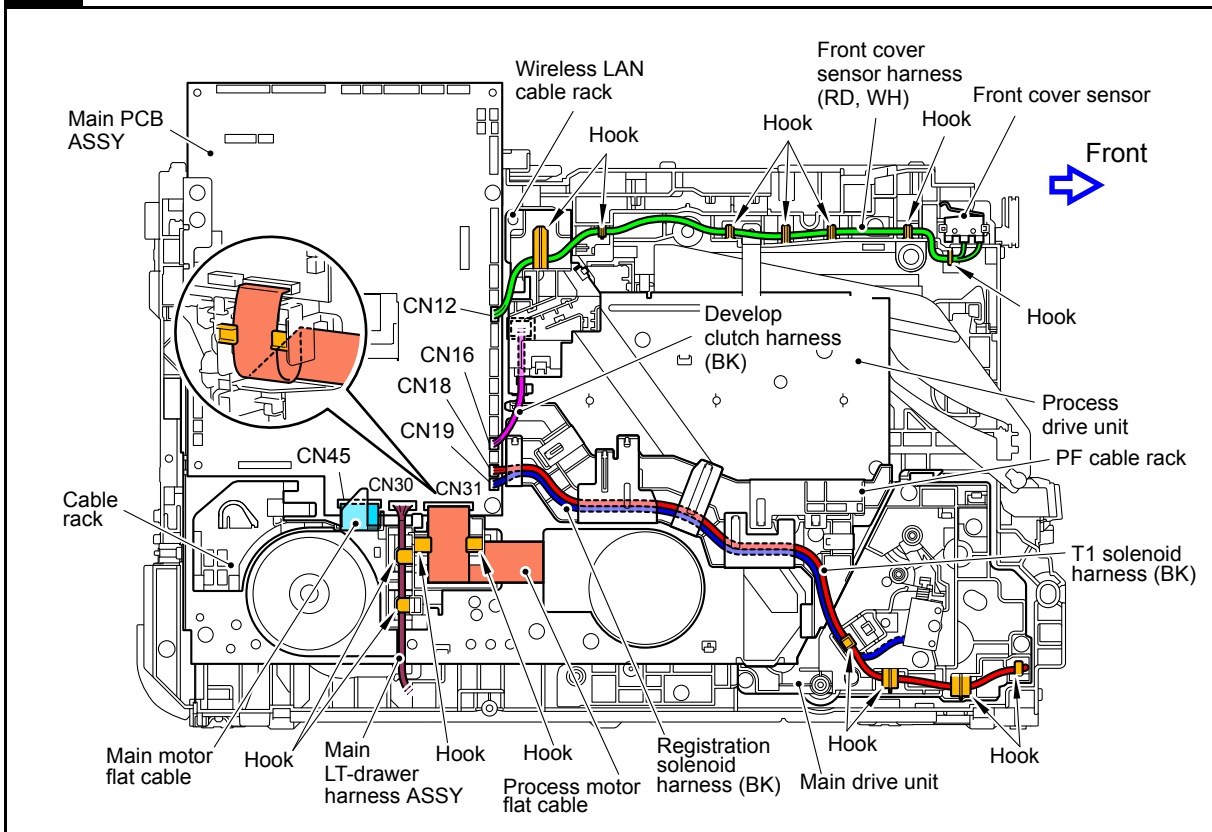 Wireless LAN
cable rack
Front cover
sensor harness
(RD, WH)
Front cover sensor
Main PCB
ASSY
Hook
Hook
Hook
Front
CN12
Develop
clutch harness
(BK)
Hook
CN16
CN18
CN19
Process
drive unit
PF cable rack
CN45
CN30
CN31
Cable
rack
T1 solenoid
harness (BK)
Main motor
flat cable
Hook
Main
LT-drawer
harness ASSY
Hook
Hook
Process motor
flat cable
Registration
solenoid
harness (BK)
Hook
Main drive unit
Hook